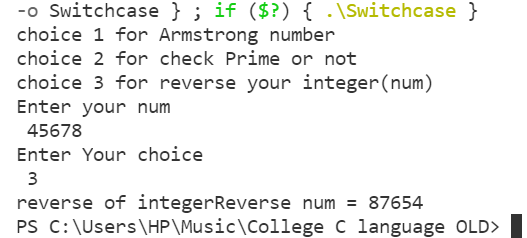 -o Switchcase } ; if ($?) { .\Switchcase }
choice 1 for Armstrong number
choice 2 for check Prime or not
choice 3 for reverse your integer(num)
Enter your num
 45678
Enter Your choice
 3
reverse of integerReverse num = 87654
PS C:\Users\HP\Music\College C language OLD>